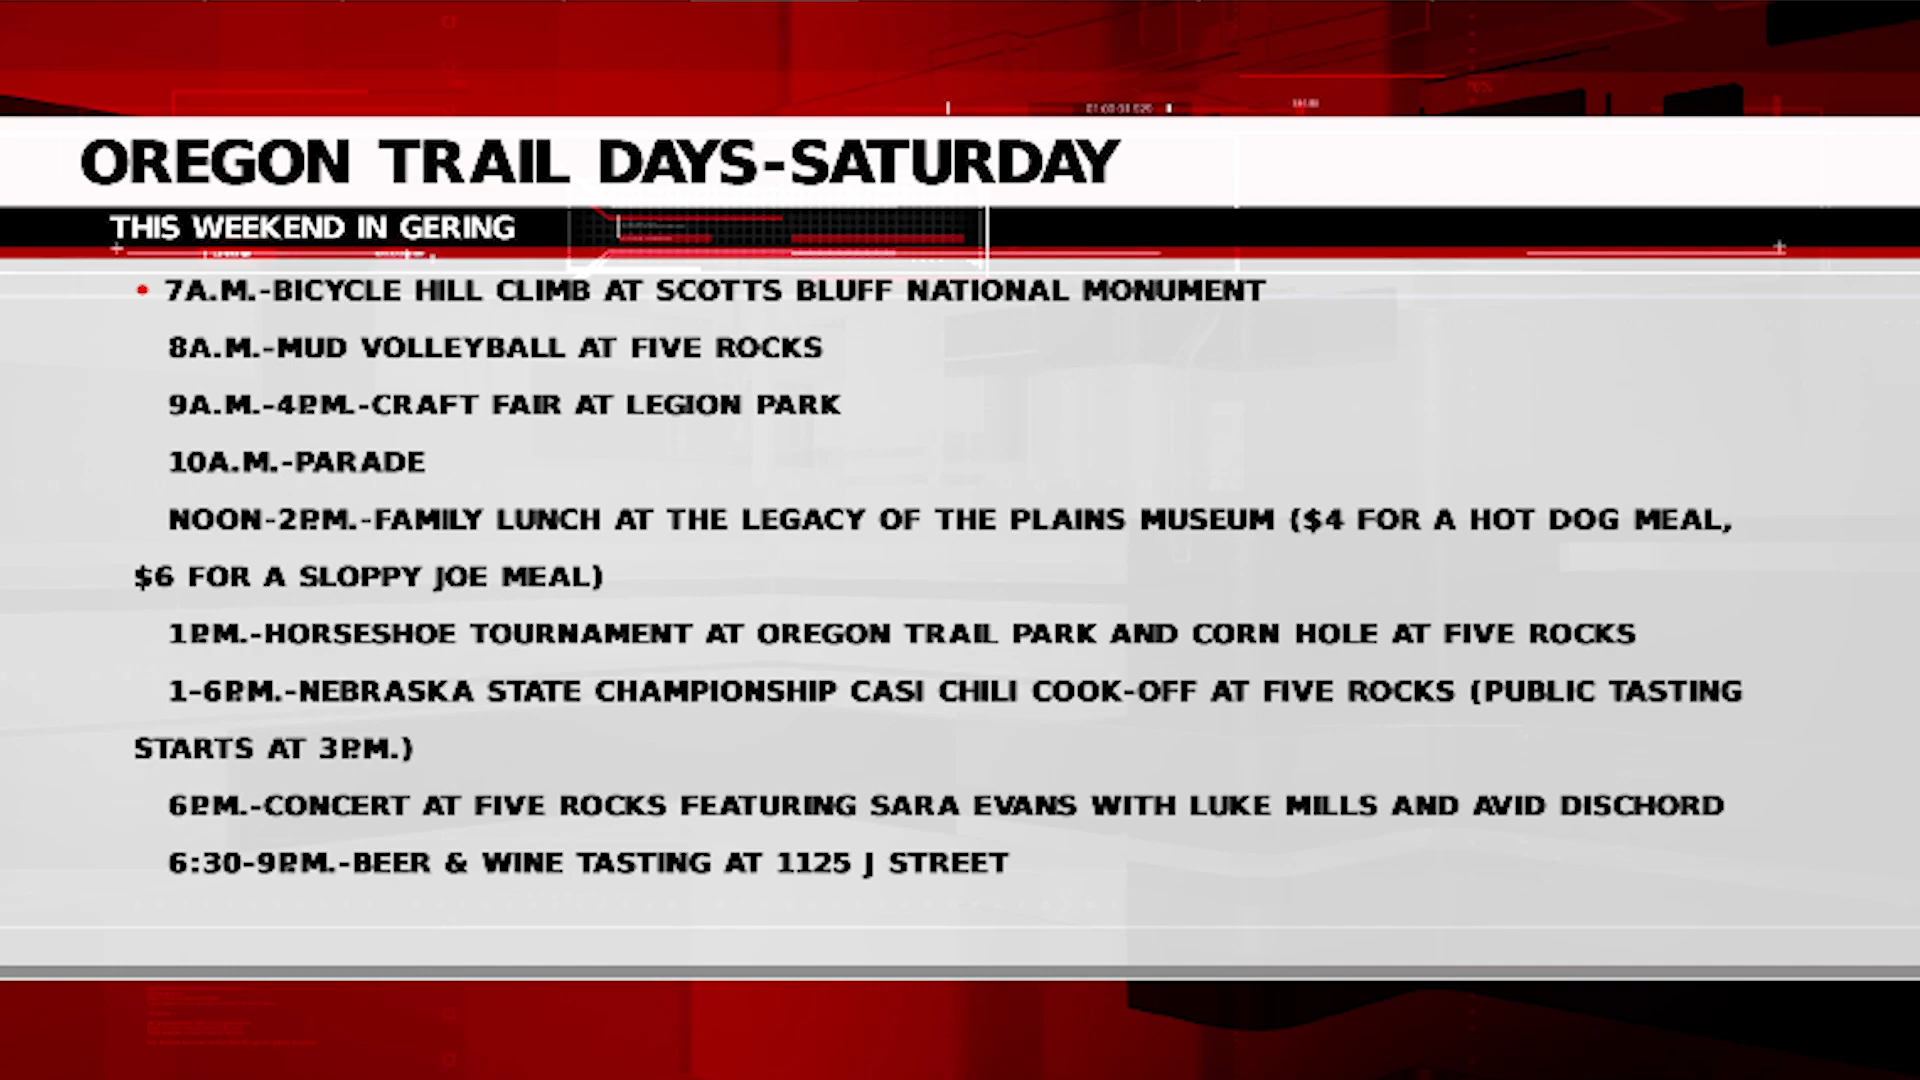 OREGON TRAIL DAYS-SATURDAY
THIS WEEKEND IN GERING
• 7A.M.-BICYCLE HILL CLIMB AT SCOTTS BLUFF NATIONAL MONUMENT
8A.M.-MUD VOLLEYBALL AT FIVE ROCKS
9A.M.-4P.M.-CRAFT FAIR AT LEGION PARK
10A.M.-PARADE
NOON-2P.M.-FAMILY LUNCH AT THE LEGACY OF THE PLAINS MUSEUM ($4 FOR A HOT DOG MEAL,
$6 FOR A SLOPPY JOE MEAL)
1P.M.-HORSESHOE TOURNAMENT AT OREGON TRAIL PARK AND CORN HOLE AT FIVE ROCKS
1-6P.M.-NEBRASKA STATE CHAMPIONSHIP CASI CHILI COOK-OFF AT FIVE ROCKS (PUBLIC TASTING
STARTS AT 3P.M.)
6P.M.-CONCERT AT FIVE ROCKS FEATURING SARA EVANS WITH LUKE MILLS AND AVID DISCHORD
6:30-9P.M.-BEER & WINE TASTING AT 1125 J STREET